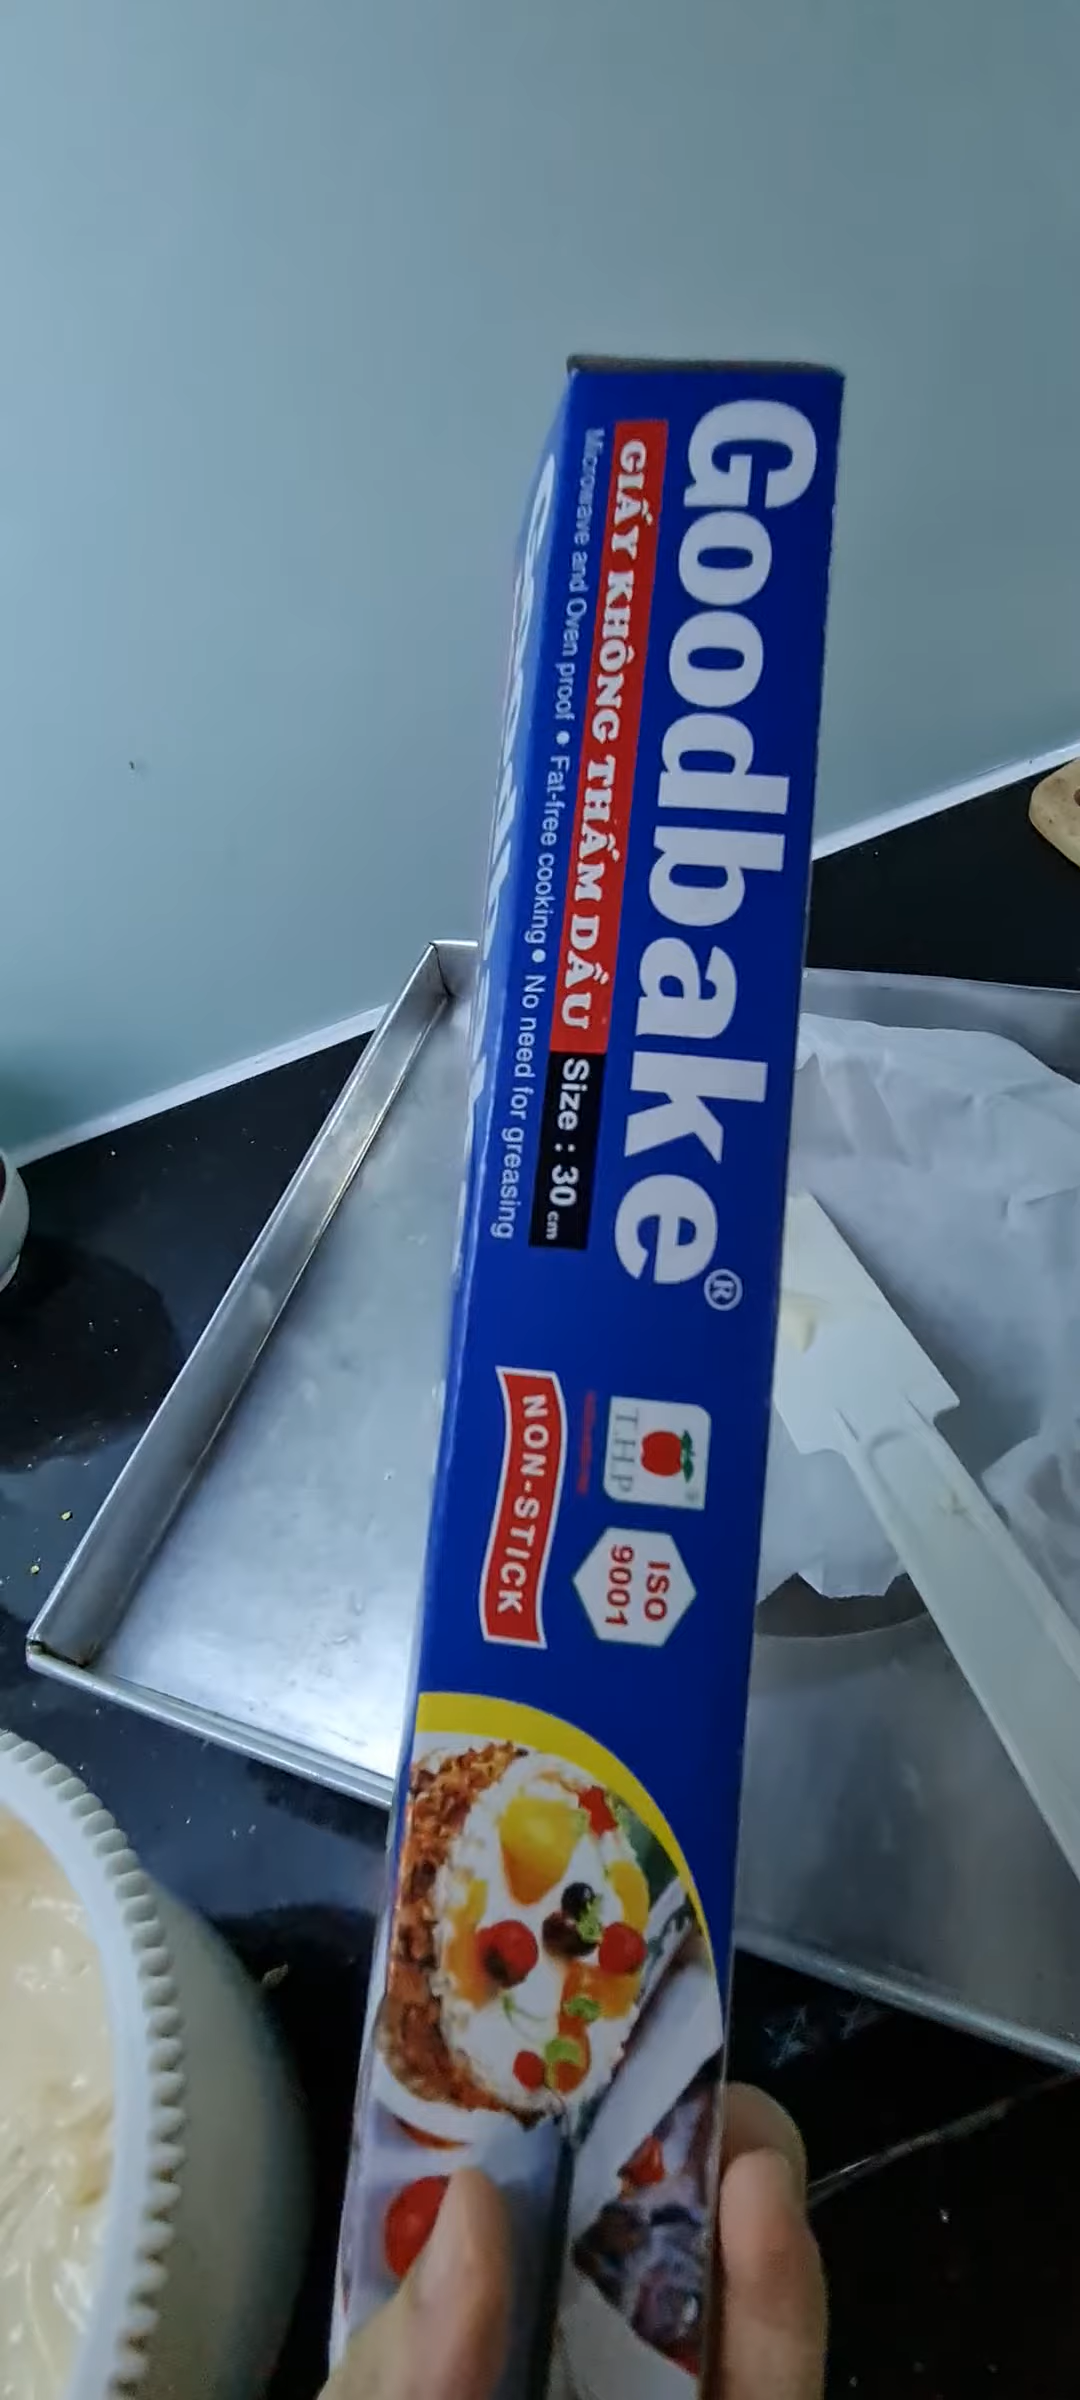 Goodbake®
GIẤY KHÔNG THẤM DẦU Size : 30 cm
Microwave and Oven proof • Fat-free cooking • No need for greasing
T.H.P
ISO
9001
NON-STICK